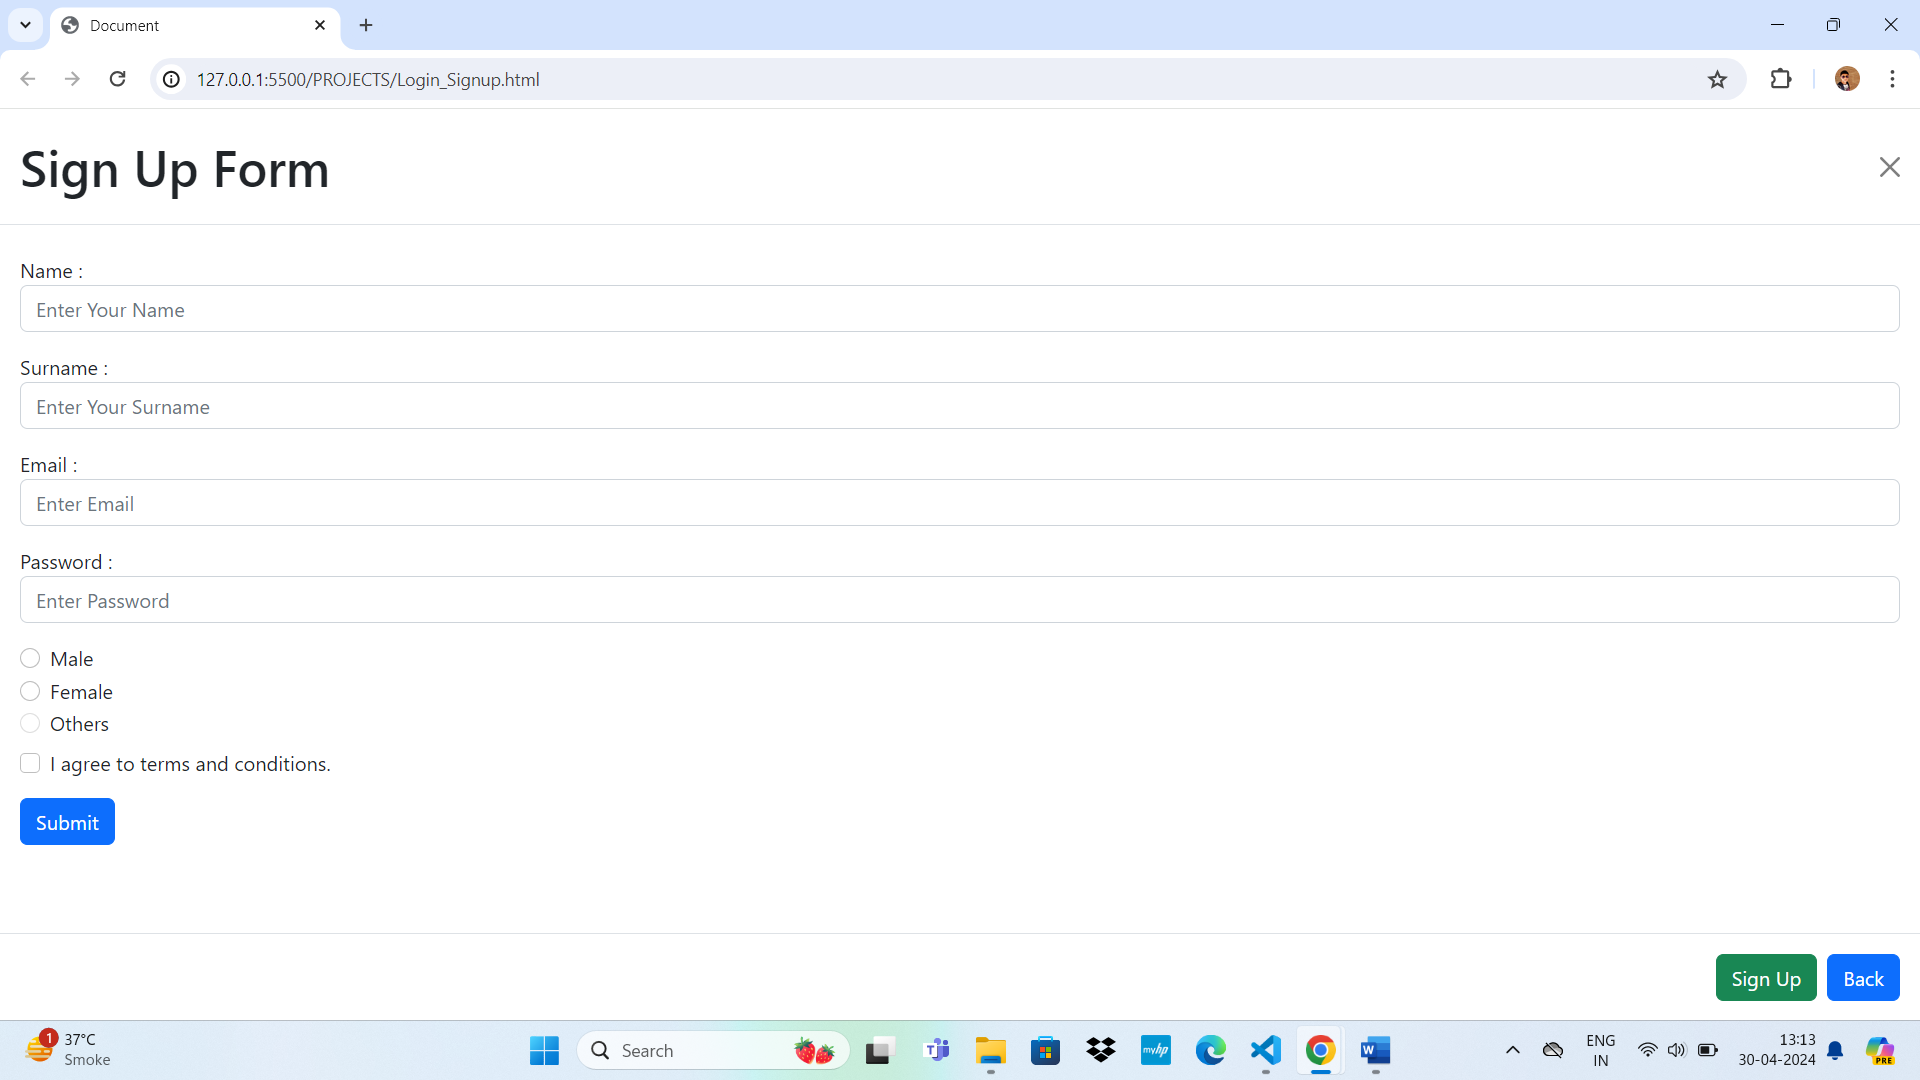 Document
127.0.0.1:5500/PROJECTS/Login_Signup.html
Sign Up Form
Name :
Enter Your Name
Surname :
Enter Your Surname
Email :
Enter Email
Password :
Enter Password
Male
Female
Others
I agree to terms and conditions.
Submit
Sign Up Back
1
37°C
Smoke
Search
T
myhp
W
ENG
IN
13:13
30-04-2024
PRE